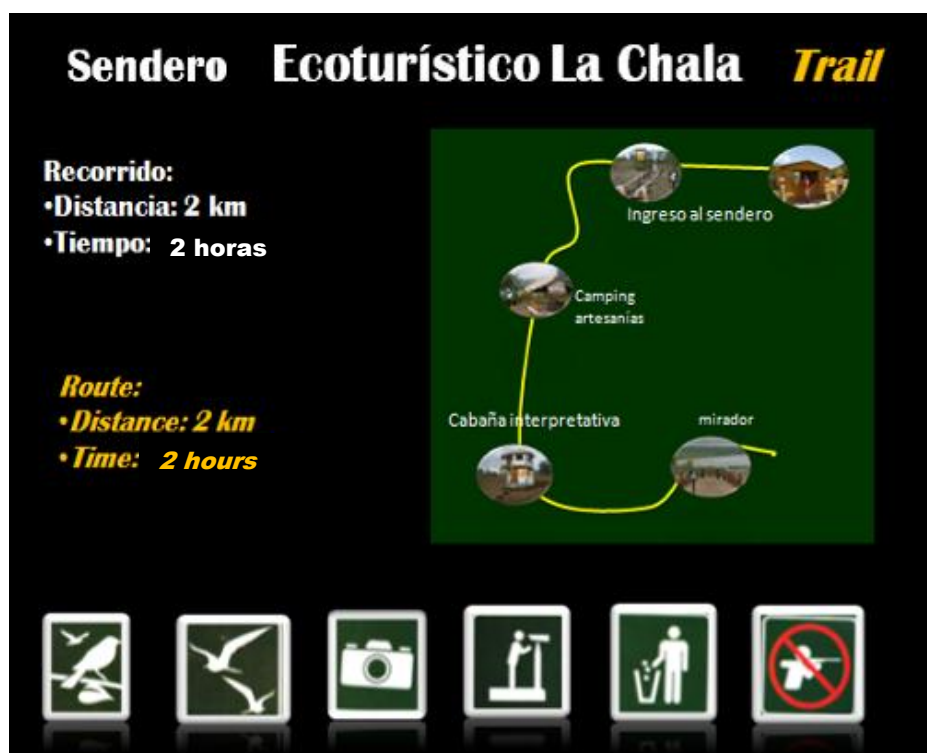 Sendero Ecoturístico La Chala Trail
Recorrido:
•Distancia: 2 km
•Tiempo: 2 horas
Route:
•Distance: 2 km
•Time: 2 hours
Ingreso al sendero
Camping
artesanías
Cabaña interpretativa
mirador